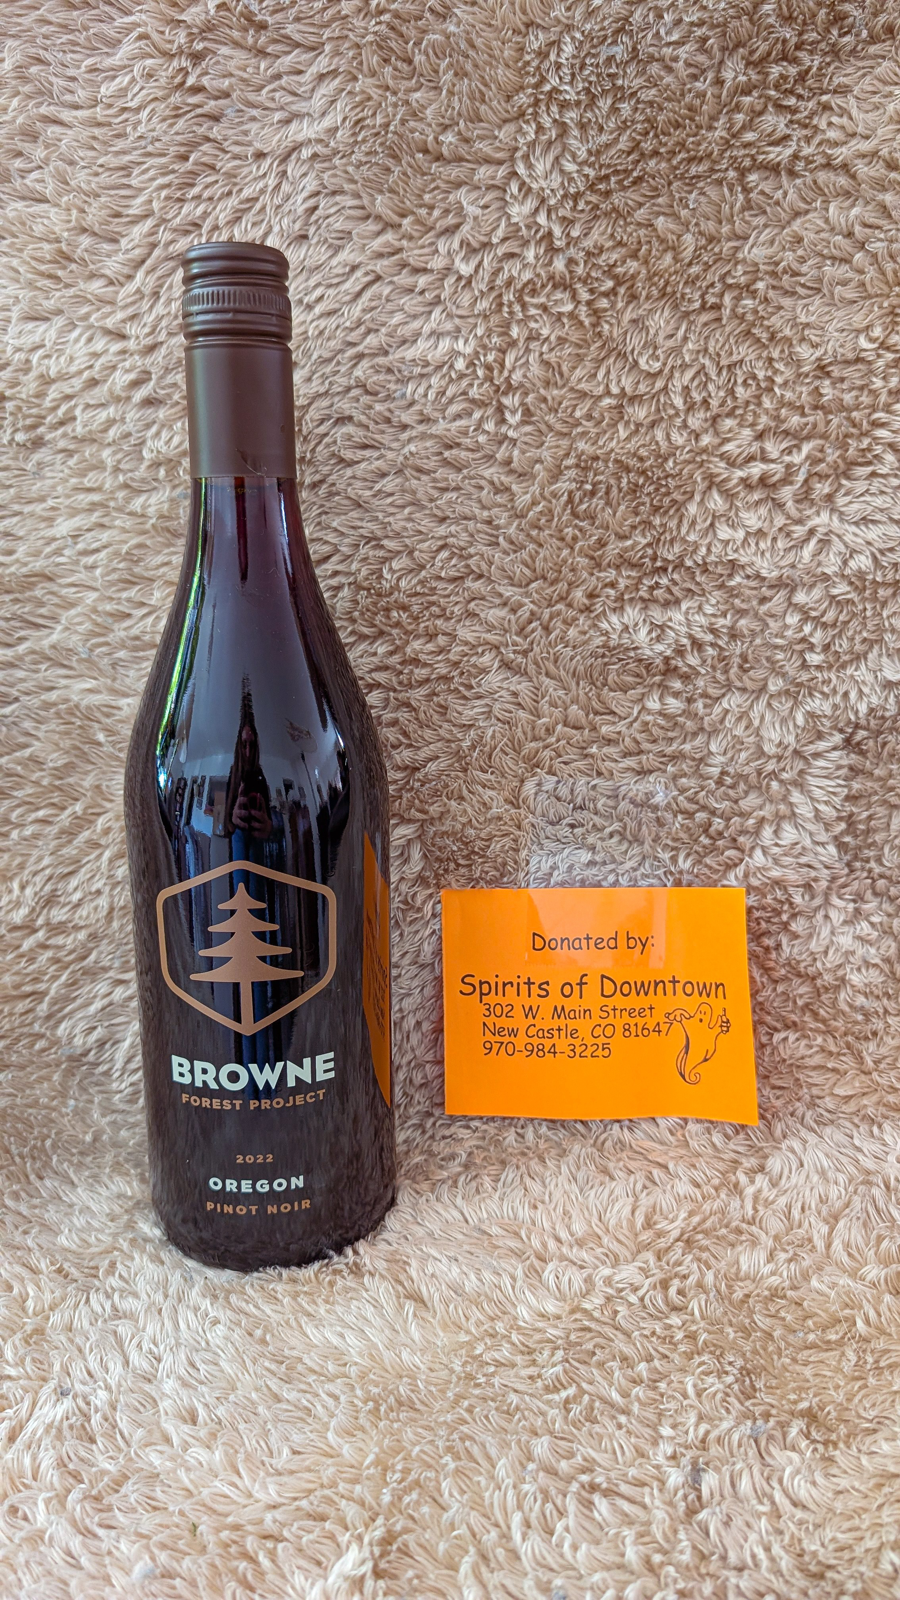 BROWNE
FOREST PROJECT
2022
OREGON
PINOT NOIR
Donated by:
Spirits of Downtown
302 W. Main Street
New Castle, CO 81647
970-984-3225